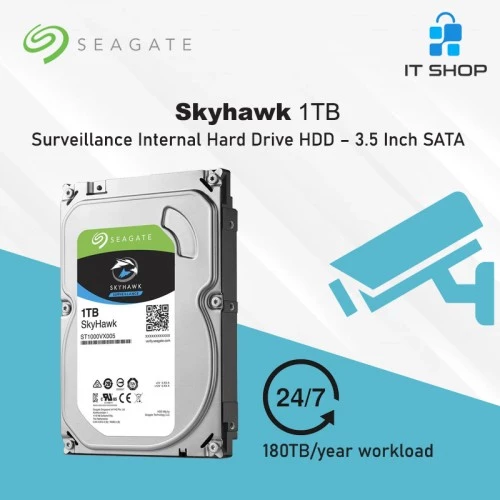 SEAGATE
IT SHOP
Skyhawk 1TB
Surveillance Internal Hard Drive HDD – 3.5 Inch SATA
SEAGATE
SKYHAWK
1TB
SkyHawk
ST1000VX005
24/7
180TB/year workload